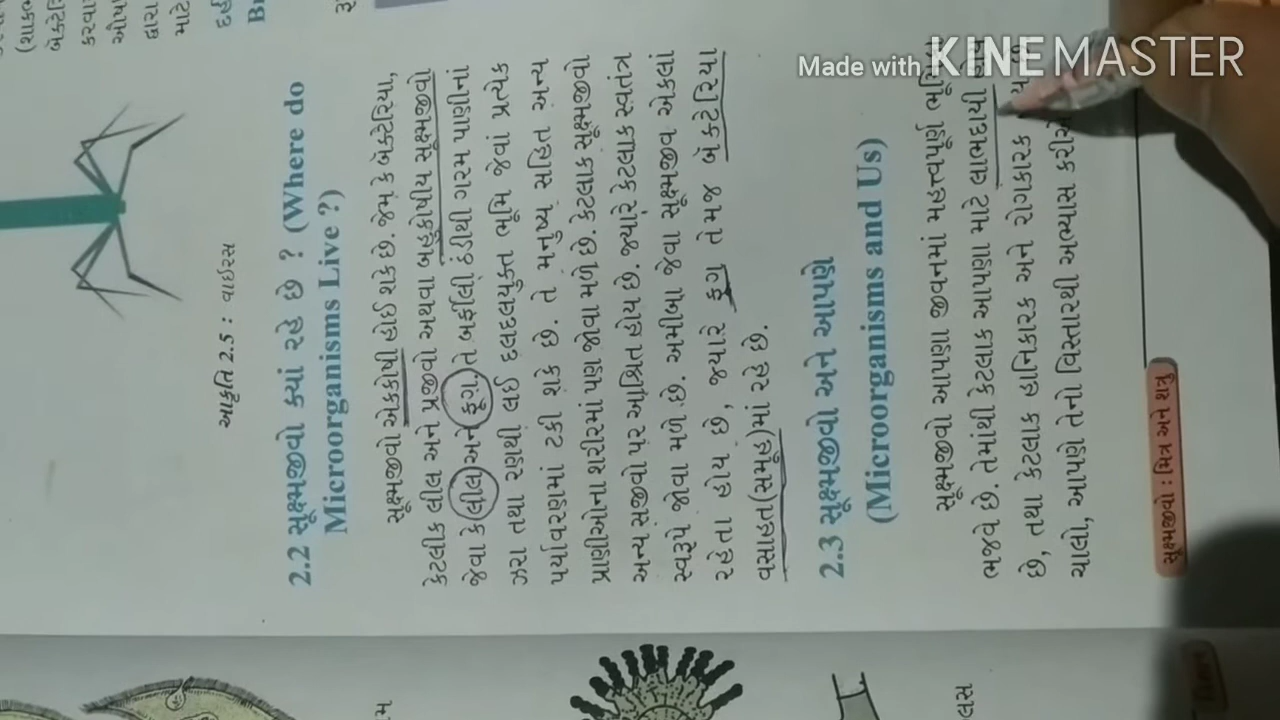 Made with KINEMASTER
આકૃતિ 2.5 : વાઇરસ
2.2 સૂક્ષ્મજીવો ક્યાં રહે છે ? (Where do
Microorganisms Live ?)
સૂક્ષ્મજીવો એકકોષી હોઈ શકે છે. જેમ કે બેક્ટેરિયા,
કેટલીક લીલ અને પ્રજીવો અથવા બહુકોષીય સૂક્ષ્મજીવો
જેવા કે લીલ અને ફૂગ. તે બર્ફીલી ઠંડીથી ગરમ પાણીનાં
ઝરા તથા રણથી લઈ દલદલયુક્ત ભૂમિ જેવાં પ્રત્યેક
પર્યાવરણમાં ટકી શકે છે. તે મનુષ્ય સહિત અન્ય
પ્રાણીઓના શરીરમાં પણ જોવા મળે છે. કેટલાક સૂક્ષ્મજીવો
અન્ય સજીવો પર આશ્રિત હોય છે. જ્યારે કેટલાક સ્વતંત્ર
સ્વરૂપે જોવા મળે છે. અમીબા જેવા સૂક્ષ્મજીવ એકલાં
રહેતા હોય છે, જ્યારે ફૂગ તેમજ બેક્ટેરિયા
વસાહત(સમૂહ)માં રહે છે.
2.3 સૂક્ષ્મજીવો અને આપણે
(Microorganisms and Us)
સૂક્ષ્મજીવો આપણા જીવનમાં મહત્ત્વપૂર્ણ
ભજવે છે. તેમાંથી કેટલાક આપણા માટે લાભદાયી
છે, તથા કેટલાક હાનિકારક અને રોગકારક
ચાલો, આપણે તેનો વિસ્તારથી અભ્યાસ કરીએ
સૂક્ષ્મજીવો : મિત્ર અને શત્રુ